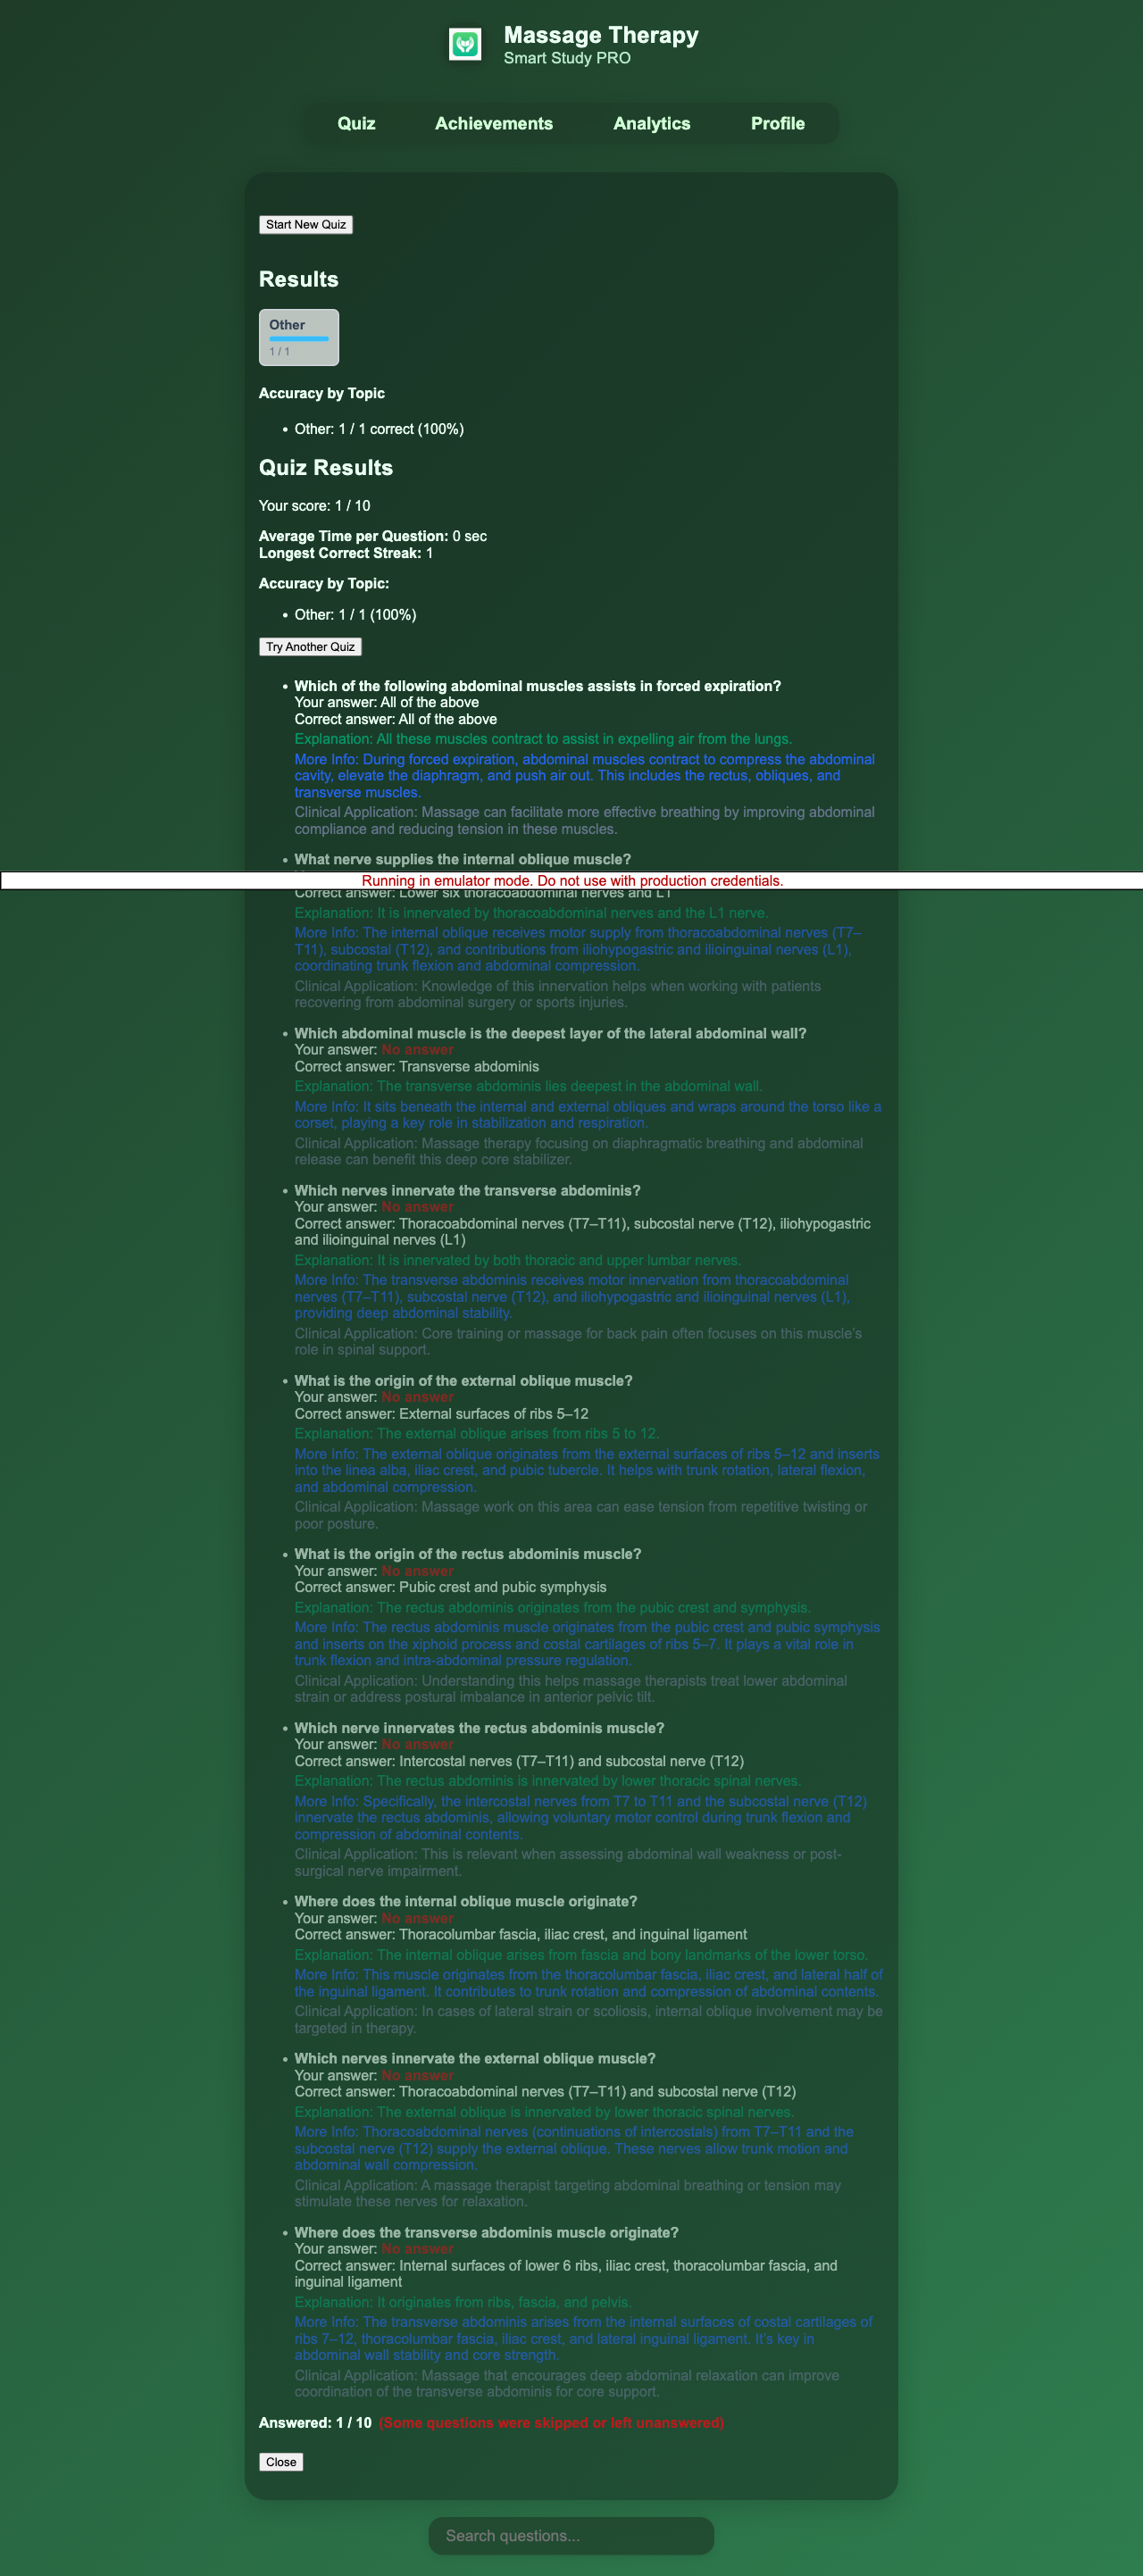 Massage Therapy
Smart Study PRO
Quiz
Achievements
Analytics
Profile
Start New Quiz
Results
Other
1 / 1
Accuracy by Topic
• Other: 1 / 1 correct (100%)
Quiz Results
Your score: 1 / 10
Average Time per Question: 0 sec
Longest Correct Streak: 1
Accuracy by Topic:
• Other: 1 / 1 (100%)
Try Another Quiz
• Which of the following abdominal muscles assists in forced expiration?
Your answer: All of the above
Correct answer: All of the above
Explanation: All these muscles contract to assist in expelling air from the lungs.
More Info: During forced expiration, abdominal muscles contract to compress the abdominal
cavity, elevate the diaphragm, and push air out. This includes the rectus, obliques, and
transverse muscles.
Clinical Application: Massage can facilitate more effective breathing by improving abdominal
compliance and reducing tension in these muscles.
• What nerve supplies the internal oblique muscle?
Running in emulator mode. Do not use with production credentials.
Correct answer: Lower six thoracoabdominal nerves and L1
Explanation: It is innervated by thoracoabdominal nerves and the L1 nerve.
More Info: The internal oblique receives motor supply from thoracoabdominal nerves (T7–
T11), subcostal (T12), and contributions from iliohypogastric and ilioinguinal nerves (L1),
coordinating trunk flexion and abdominal compression.
Clinical Application: Knowledge of this innervation helps when working with patients
recovering from abdominal surgery or sports injuries.
• Which abdominal muscle is the deepest layer of the lateral abdominal wall?
Your answer: No answer
Correct answer: Transverse abdominis
Explanation: The transverse abdominis lies deepest in the abdominal wall.
More Info: It sits beneath the internal and external obliques and wraps around the torso like a
corset, playing a key role in stabilization and respiration.
Clinical Application: Massage therapy focusing on diaphragmatic breathing and abdominal
release can benefit this deep core stabilizer.
• Which nerves innervate the transverse abdominis?
Your answer: No answer
Correct answer: Thoracoabdominal nerves (T7–T11), subcostal nerve (T12), iliohypogastric
and ilioinguinal nerves (L1)
Explanation: It is innervated by both thoracic and upper lumbar nerves.
More Info: The transverse abdominis receives motor innervation from thoracoabdominal
nerves (T7–T11), subcostal nerve (T12), and iliohypogastric and ilioinguinal nerves (L1),
providing deep abdominal stability.
Clinical Application: Core training or massage for back pain often focuses on this muscle's
role in spinal support.
• What is the origin of the external oblique muscle?
Your answer: No answer
Correct answer: External surfaces of ribs 5–12
Explanation: The external oblique arises from ribs 5 to 12.
More Info: The external oblique originates from the external surfaces of ribs 5–12 and inserts
into the linea alba, iliac crest, and pubic tubercle. It helps with trunk rotation, lateral flexion,
and abdominal compression.
Clinical Application: Massage work on this area can ease tension from repetitive twisting or
poor posture.
• What is the origin of the rectus abdominis muscle?
Your answer: No answer
Correct answer: Pubic crest and pubic symphysis
Explanation: The rectus abdominis originates from the pubic crest and symphysis.
More Info: The rectus abdominis muscle originates from the pubic crest and pubic symphysis
and inserts on the xiphoid process and costal cartilages of ribs 5–7. It plays a vital role in
trunk flexion and intra-abdominal pressure regulation.
Clinical Application: Understanding this helps massage therapists treat lower abdominal
strain or address postural imbalance in anterior pelvic tilt.
• Which nerve innervates the rectus abdominis muscle?
Your answer: No answer
Correct answer: Intercostal nerves (T7–T11) and subcostal nerve (T12)
Explanation: The rectus abdominis is innervated by lower thoracic spinal nerves.
More Info: Specifically, the intercostal nerves from T7 to T11 and the subcostal nerve (T12)
innervate the rectus abdominis, allowing voluntary motor control during trunk flexion and
compression of abdominal contents.
Clinical Application: This is relevant when assessing abdominal wall weakness or post-
surgical nerve impairment.
• Where does the internal oblique muscle originate?
Your answer: No answer
Correct answer: Thoracolumbar fascia, iliac crest, and inguinal ligament
Explanation: The internal oblique arises from fascia and bony landmarks of the lower torso.
More Info: This muscle originates from the thoracolumbar fascia, iliac crest, and lateral half of
the inguinal ligament. It contributes to trunk rotation and compression of abdominal contents.
Clinical Application: In cases of lateral strain or scoliosis, internal oblique involvement may be
targeted in therapy.
• Which nerves innervate the external oblique muscle?
Your answer: No answer
Correct answer: Thoracoabdominal nerves (T7–T11) and subcostal nerve (T12)
Explanation: The external oblique is innervated by lower thoracic spinal nerves.
More Info: Thoracoabdominal nerves (continuations of intercostals) from T7–T11 and the
subcostal nerve (T12) supply the external oblique. These nerves allow trunk motion and
abdominal wall compression.
Clinical Application: A massage therapist targeting abdominal breathing or tension may
stimulate these nerves for relaxation.
• Where does the transverse abdominis muscle originate?
Your answer: No answer
Correct answer: Internal surfaces of lower 6 ribs, iliac crest, thoracolumbar fascia, and
inguinal ligament
Explanation: It originates from ribs, fascia, and pelvis.
More Info: The transverse abdominis arises from the internal surfaces of costal cartilages of
ribs 7–12, thoracolumbar fascia, iliac crest, and lateral inguinal ligament. It's key in
abdominal wall stability and core strength.
Clinical Application: Massage that encourages deep abdominal relaxation can improve
coordination of the transverse abdominis for core support.
Answered: 1 / 10 (Some questions were skipped or left unanswered)
Close
Search questions...